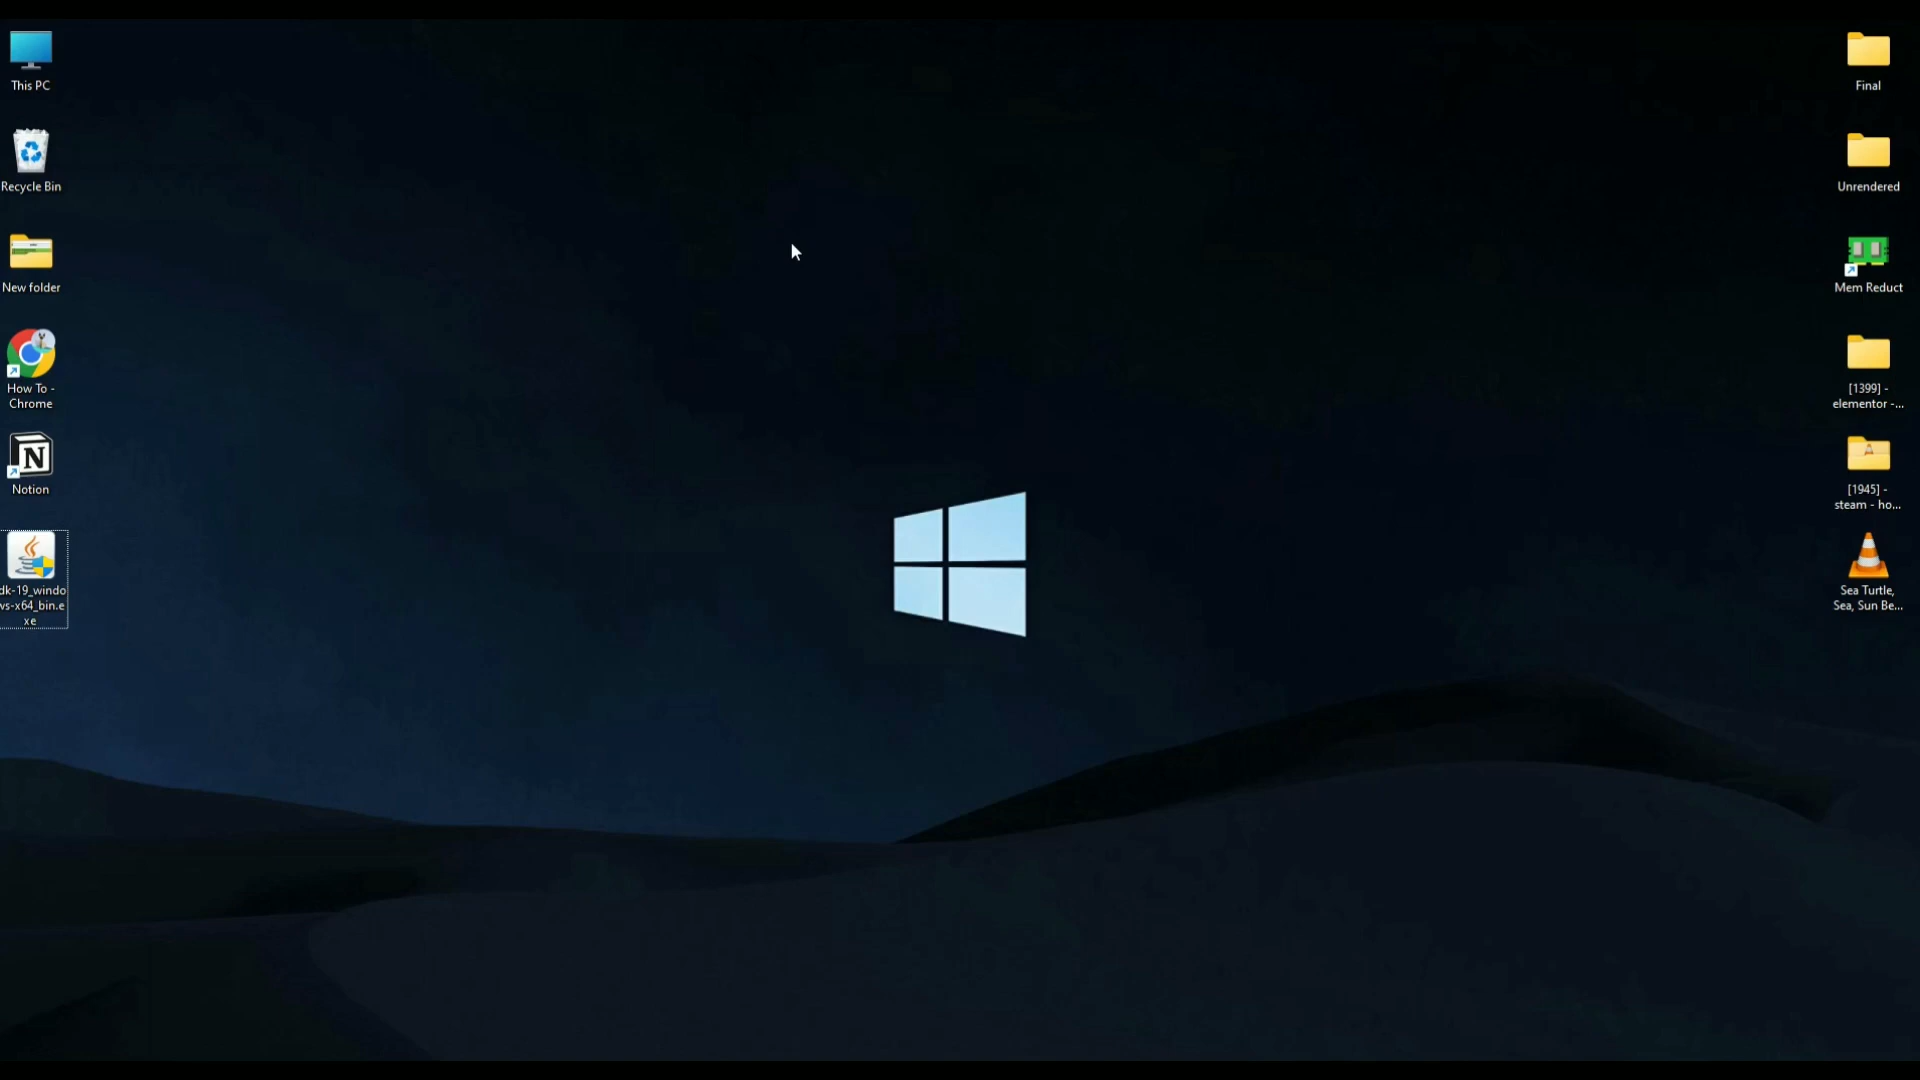 This PC
Recycle Bin
New folder
How To -
Chrome
N
Notion
dk-19_windo
ws-x64_bin.e
xe
Final
Unrendered
Mem Reduct
[1399] -
elementor -...
[1945] -
steam - ho...
Sea Turtle,
Sea, Sun Be...